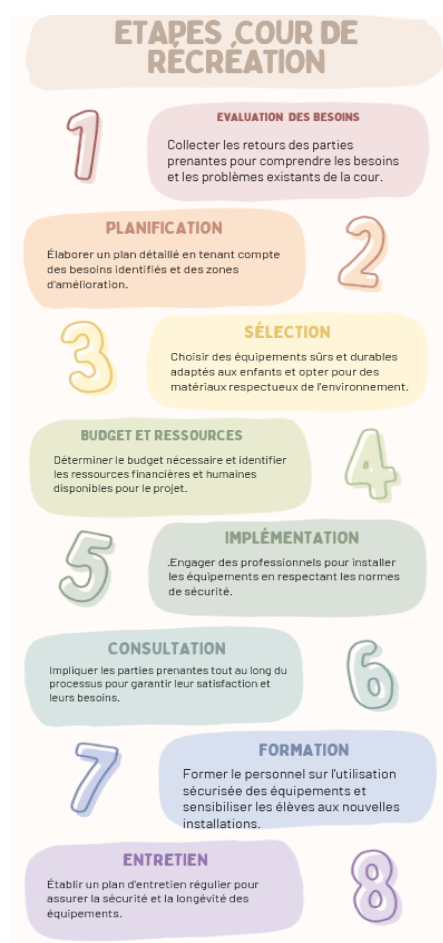 ETAPES COUR DE
RÉCRÉATION
1
EVALUATION DES BESOINS
Collecter les retours des parties
prenantes pour comprendre les besoins
et les problèmes existants de la cour.
PLANIFICATION
2
Élaborer un plan détaillé en tenant compte
des besoins identifiés et des zones
d'amélioration.
3
SÉLECTION
Choisir des équipements sûrs et durables
adaptés aux enfants et opter pour des
matériaux respectueux de l'environnement.
BUDGET ET RESSOURCES
4
Déterminer le budget nécessaire et identifier
les ressources financières et humaines
disponibles pour le projet.
5
IMPLÉMENTATION
.Engager des professionnels pour installer
les équipements en respectant les normes
de sécurité.
CONSULTATION
6
Impliquer les parties prenantes tout au long du
processus pour garantir leur satisfaction et
leurs besoins.
7
FORMATION
Former le personnel sur l'utilisation
sécurisée des équipements et
sensibiliser les élèves aux nouvelles
installations.
ENTRETIEN
8
Établir un plan d'entretien régulier pour
assurer la sécurité et la longévité des
équipements.